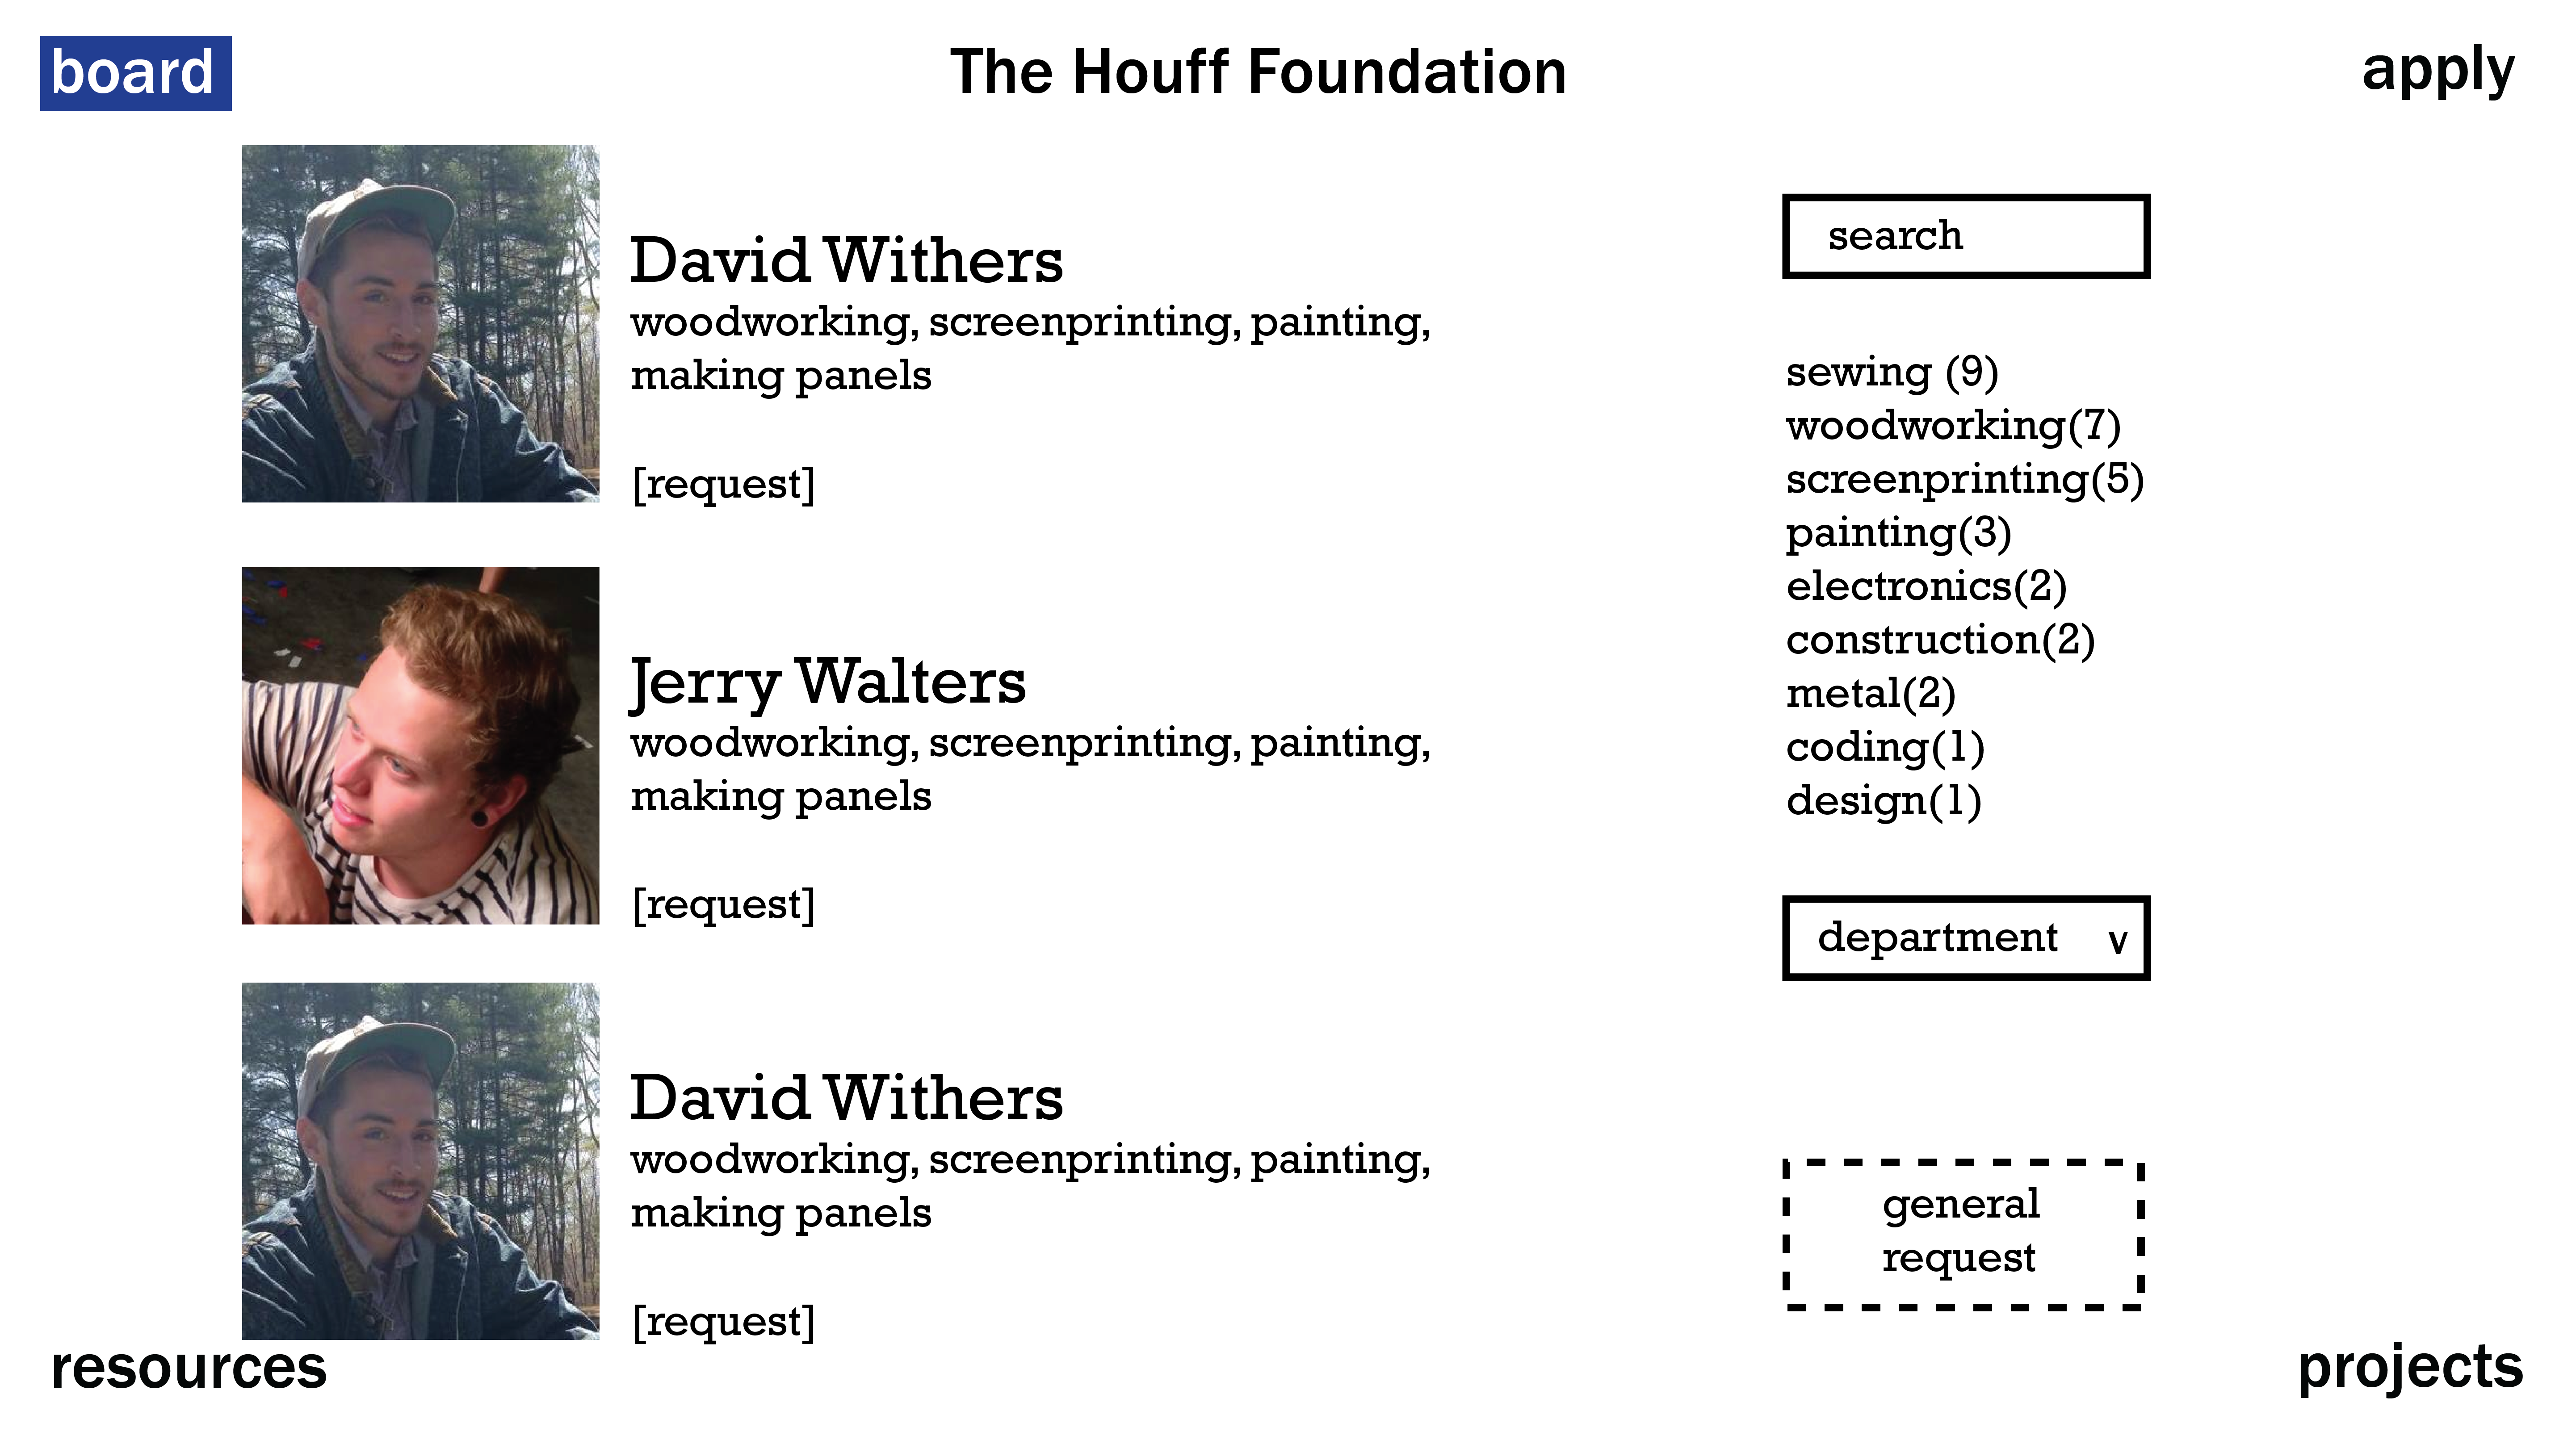 board
The Houff Foundation
apply
David Withers
woodworking, screenprinting, painting,
making panels
[request]
Jerry Walters
woodworking, screenprinting, painting,
making panels
[request]
David Withers
woodworking, screenprinting, painting,
making panels
[request]
search
sewing (9)
woodworking(7)
screenprinting(5)
painting(3)
electronics(2)
construction(2)
metal(2)
coding(1)
design(1)
department v
general
request
resources
projects